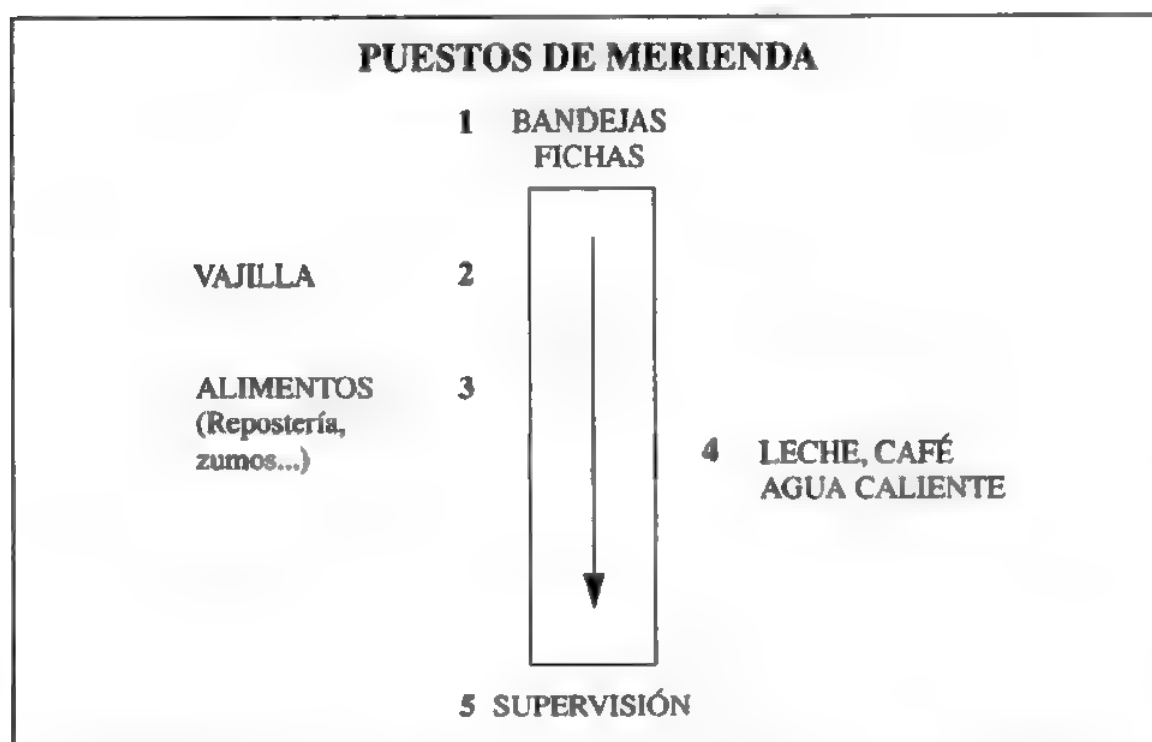 PUESTOS DE MERIENDA
1 BANDEJAS
FICHAS
VAJILLA 2
ALIMENTOS 3
(Repostería,
zumos...)
4 LECHE, CAFÉ
AGUA CALIENTE
5 SUPERVISIÓN